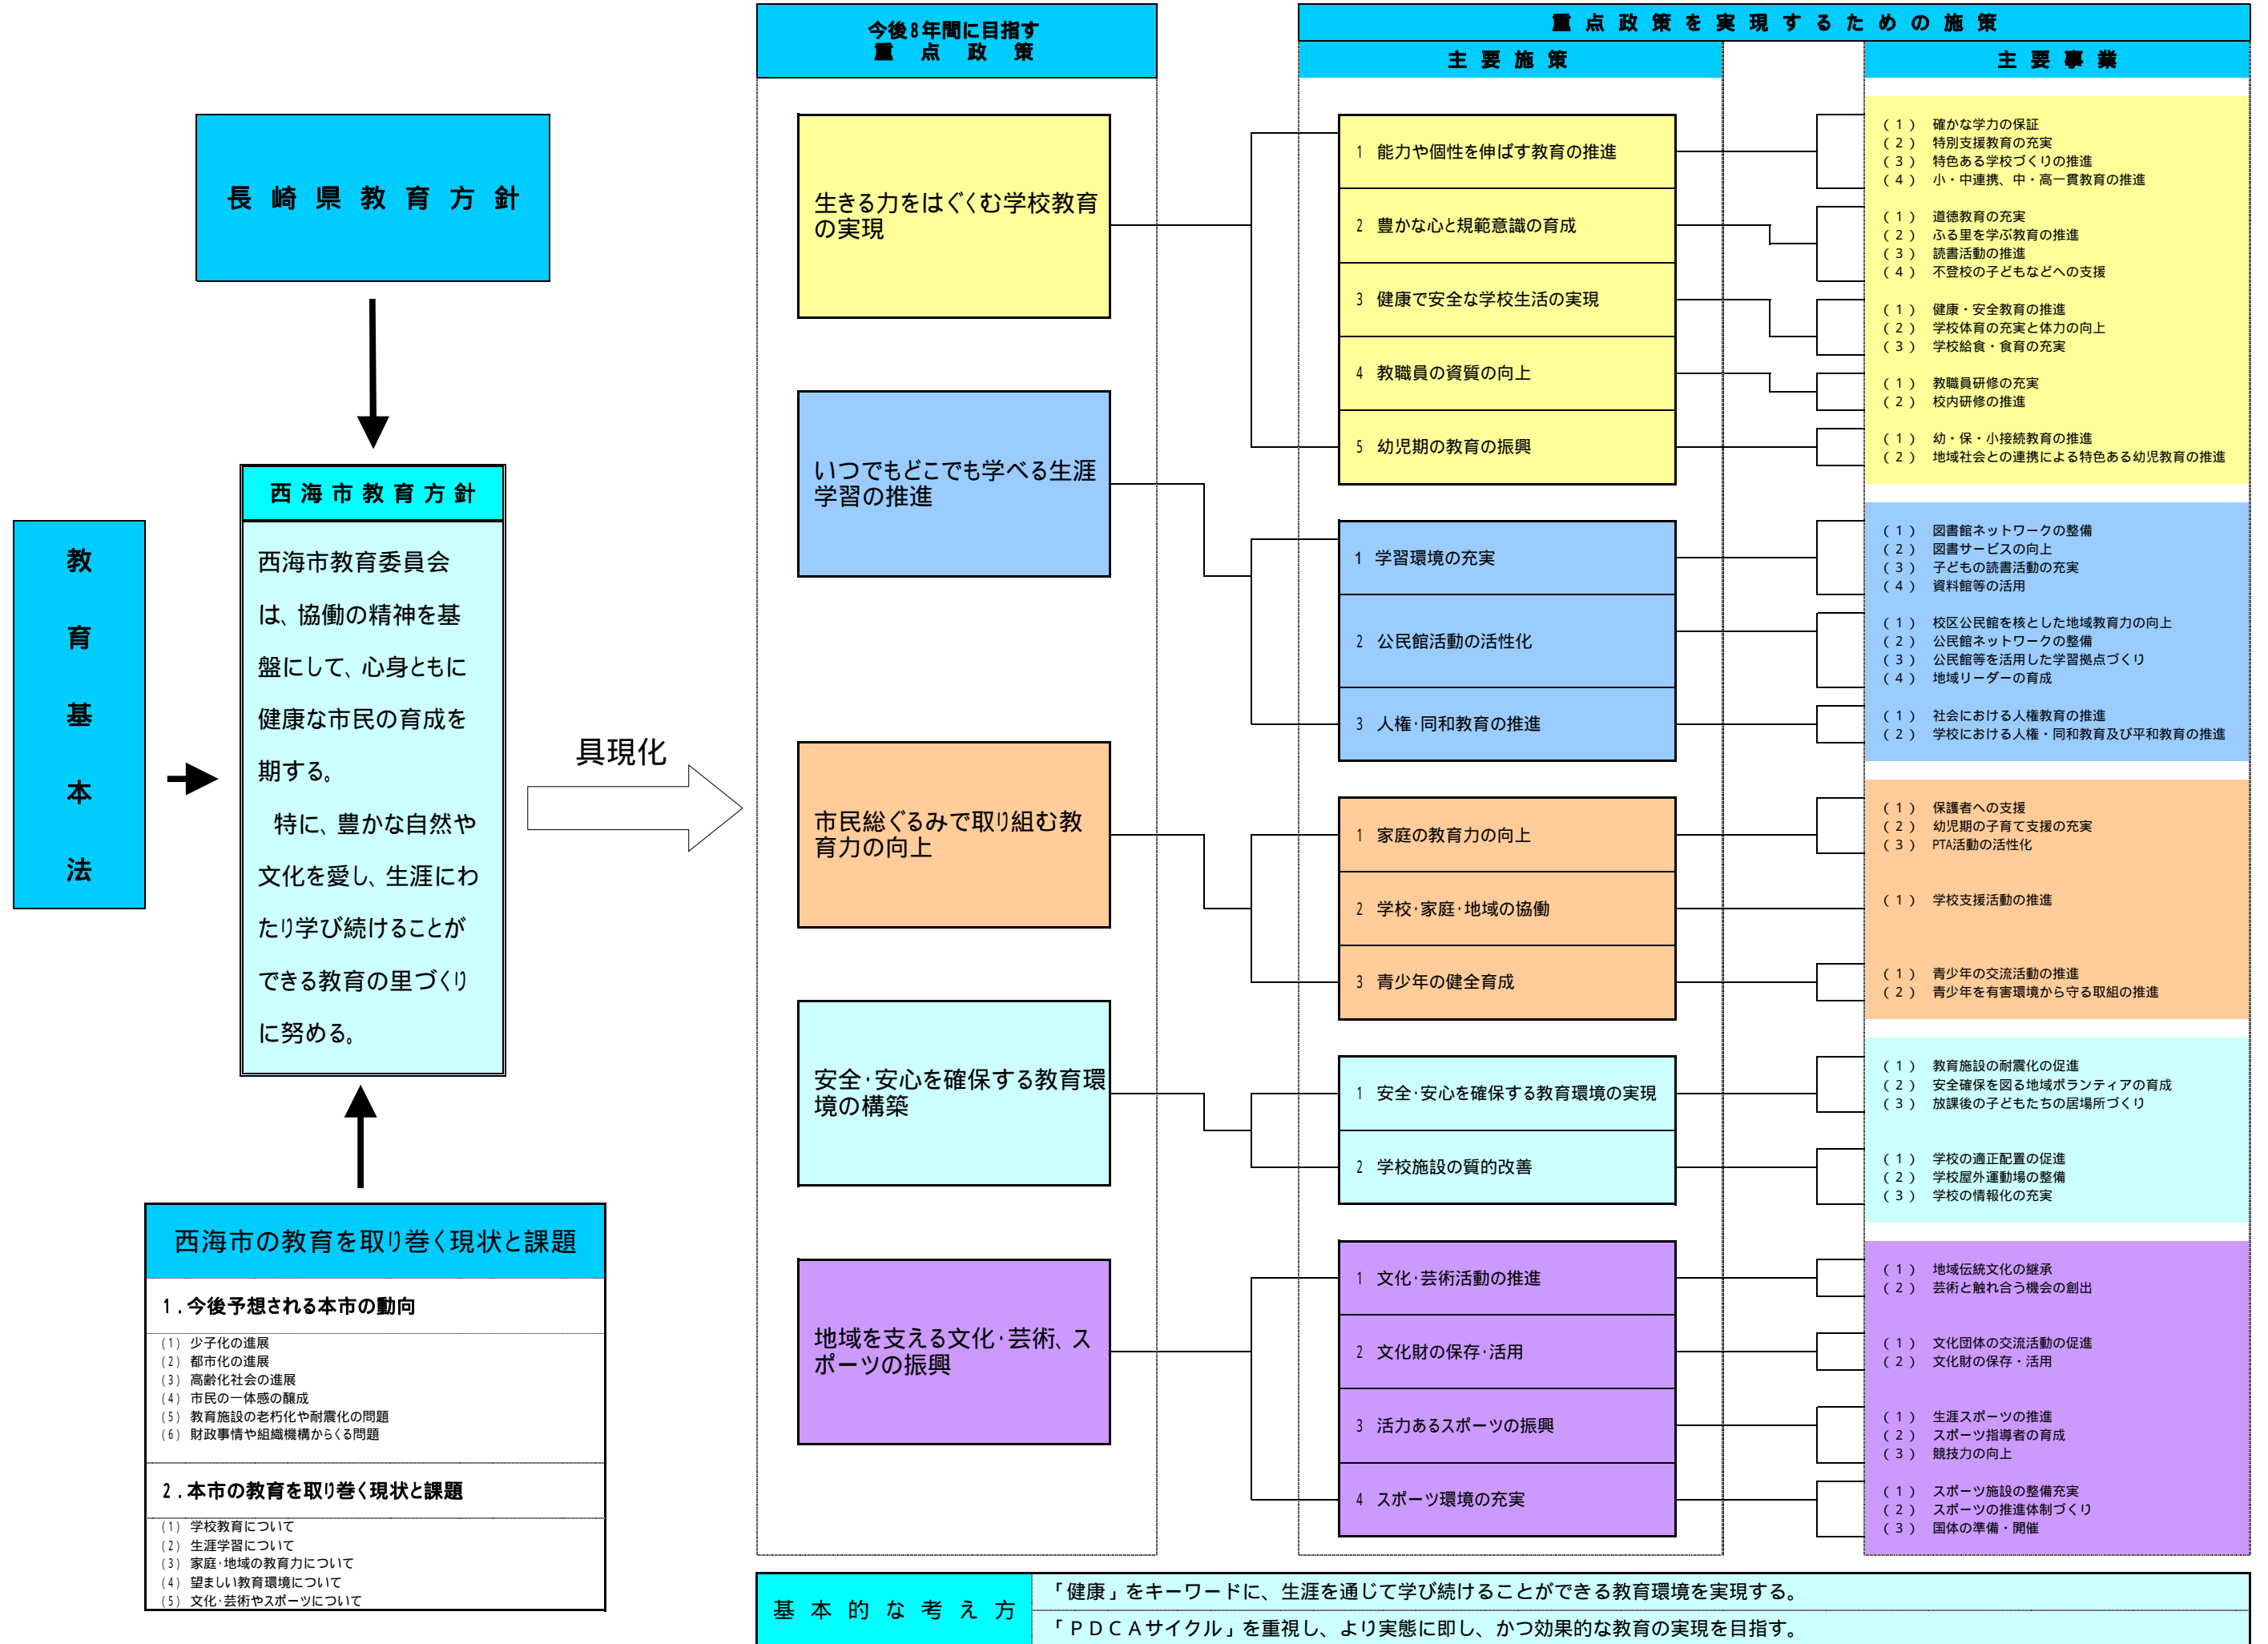 長崎県教育方針
教育基本法
西海市教育方針
西海市教育委員会
は、協働の精神を基
盤にして、心身ともに
健康な市民の育成を
期する。
特に、豊かな自然や
文化を愛し、生涯にわ
たり学び続けることが
できる教育の里づくり
に努める。
具現化
西海市の教育を取り巻く現状と課題
1.今後予想される本市の動向
(1) 少子化の進展
(2) 都市化の進展
(3) 高齢化社会の進展
(4) 市民の一体感の醸成
(5) 教育施設の老朽化や耐震化の問題
(6) 財政事情や組織機構からくる問題
2.本市の教育を取り巻く現状と課題
(1) 学校教育について
(2) 生涯学習について
(3) 家庭・地域の教育力について
(4) 望ましい教育環境について
(5) 文化・芸術やスポーツについて
今後8年間に目指す
重点政策
生きる力をはぐくむ学校教育
の実現
いつでもどこでも学べる生涯
学習の推進
市民総ぐるみで取り組む教
育力の向上
安全・安心を確保する教育環
境の構築
地域を支える文化・芸術、ス
ポーツの振興
重点政策を実現するための施策
主要施策
1 能力や個性を伸ばす教育の推進
2 豊かな心と規範意識の育成
3 健康で安全な学校生活の実現
4 教職員の資質の向上
5 幼児期の教育の振興
1 学習環境の充実
2 公民館活動の活性化
3 人権・同和教育の推進
1 家庭の教育力の向上
2 学校・家庭・地域の協働
3 青少年の健全育成
1 安全・安心を確保する教育環境の実現
2 学校施設の質的改善
1 文化・芸術活動の推進
2 文化財の保存・活用
3 活力あるスポーツの振興
4 スポーツ環境の充実
主要事業
(1) 確かな学力の保証
(2) 特別支援教育の充実
(3) 特色ある学校づくりの推進
(4) 小・中連携、中・高一貫教育の推進
(1) 道徳教育の充実
(2) ふる里を学ぶ教育の推進
(3) 読書活動の推進
(4) 不登校の子どもなどへの支援
(1) 健康・安全教育の推進
(2) 学校体育の充実と体力の向上
(3) 学校給食・食育の充実
(1) 教職員研修の充実
(2) 校内研修の推進
(1) 幼・保・小接続教育の推進
(2) 地域社会との連携による特色ある幼児教育の推進
(1) 図書館ネットワークの整備
(2) 図書サービスの向上
(3) 子どもの読書活動の充実
(4) 資料館等の活用
(1) 校区公民館を核とした地域教育力の向上
(2) 公民館ネットワークの整備
(3) 公民館等を活用した学習拠点づくり
(4) 地域リーダーの育成
(1) 社会における人権教育の推進
(2) 学校における人権・同和教育及び平和教育の推進
(1) 保護者への支援
(2) 幼児期の子育て支援の充実
(3) PTA活動の活性化
(1) 学校支援活動の推進
(1) 青少年の交流活動の推進
(2) 青少年を有害環境から守る取組の推進
(1) 教育施設の耐震化の促進
(2) 安全確保を図る地域ボランティアの育成
(3) 放課後の子どもたちの居場所づくり
(1) 学校の適正配置の促進
(2) 学校屋外運動場の整備
(3) 学校の情報化の充実
(1) 地域伝統文化の継承
(2) 芸術と触れ合う機会の創出
(1) 文化団体の交流活動の促進
(2) 文化財の保存・活用
(1) 生涯スポーツの推進
(2) スポーツ指導者の育成
(3) 競技力の向上
(1) スポーツ施設の整備充実
(2) スポーツの推進体制づくり
(3) 国体の準備・開催
基本的な考え方
「健康」をキーワードに、生涯を通じて学び続けることができる教育環境を実現する。
「PDCAサイクル」を重視し、より実態に即し、かつ効果的な教育の実現を目指す。